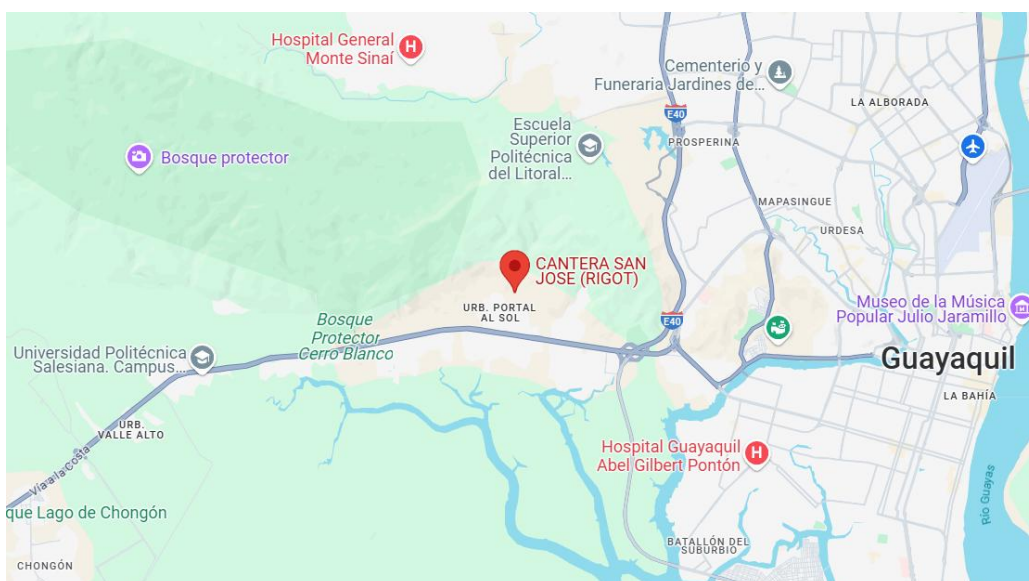 Hospital General
Monte Sinaí
H
Cementerio y
Funeraria Jardines de...
LA ALBORADA
E40
Escuela
Superior
Politécnica
del Litoral...
PROSPERINA
Bosque protector
MAPASINGUE
URDESA
CANTERA SAN
JOSE (RIGOT)
URB. PORTAL
AL SOL
Museo de la Música
Popular Julio Jaramillo
E40
Bosque
Protector
Cerro Blanco
Universidad Politécnica
Salesiana. Campus...
Guayaquil
LA BAHÍA
URB.
VALLE ALTO
Hospital Guayaquil
Abel Gilbert Pontón
H
Vía a la Costa
Río Guayas
que Lago de Chongón
BATALLÓN DEL
SUBURBIO
CHONGÓN